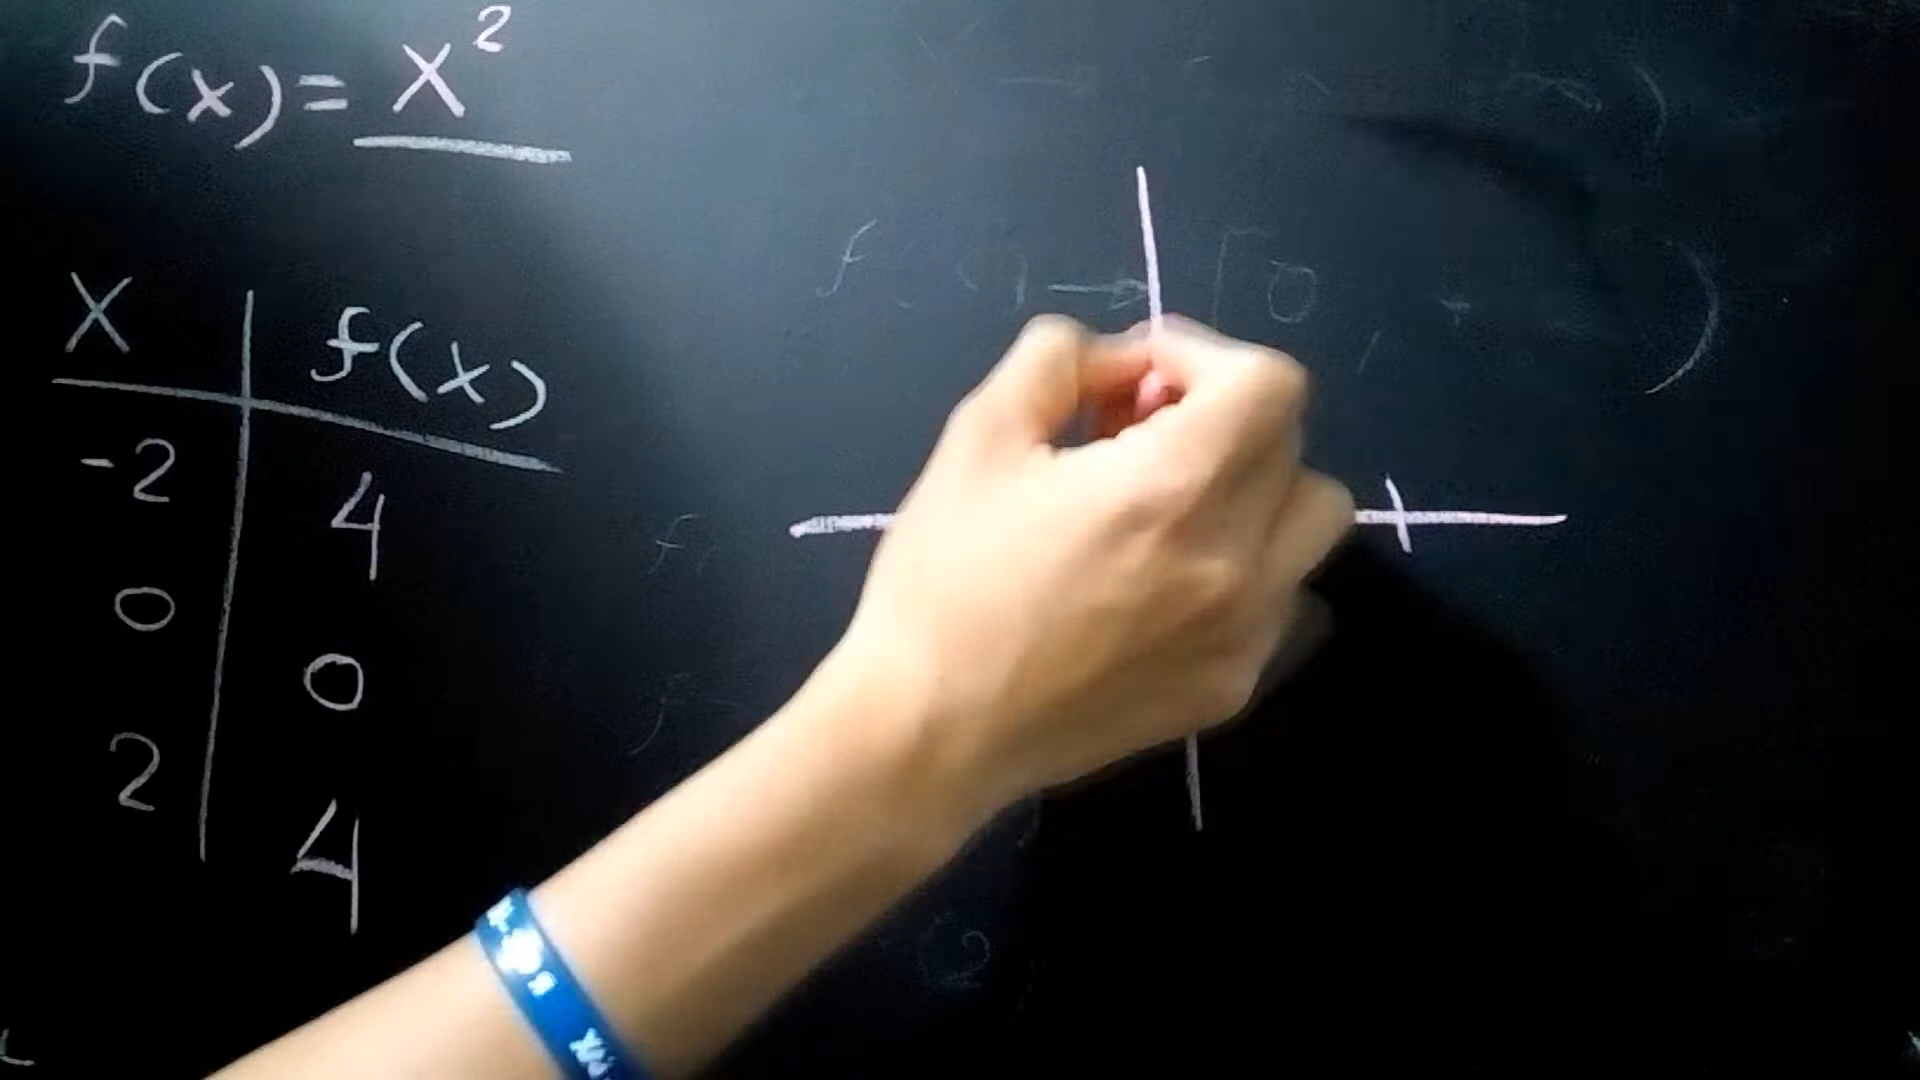 f(x) = x²
x f(x)
-2 4
0 0
2 4